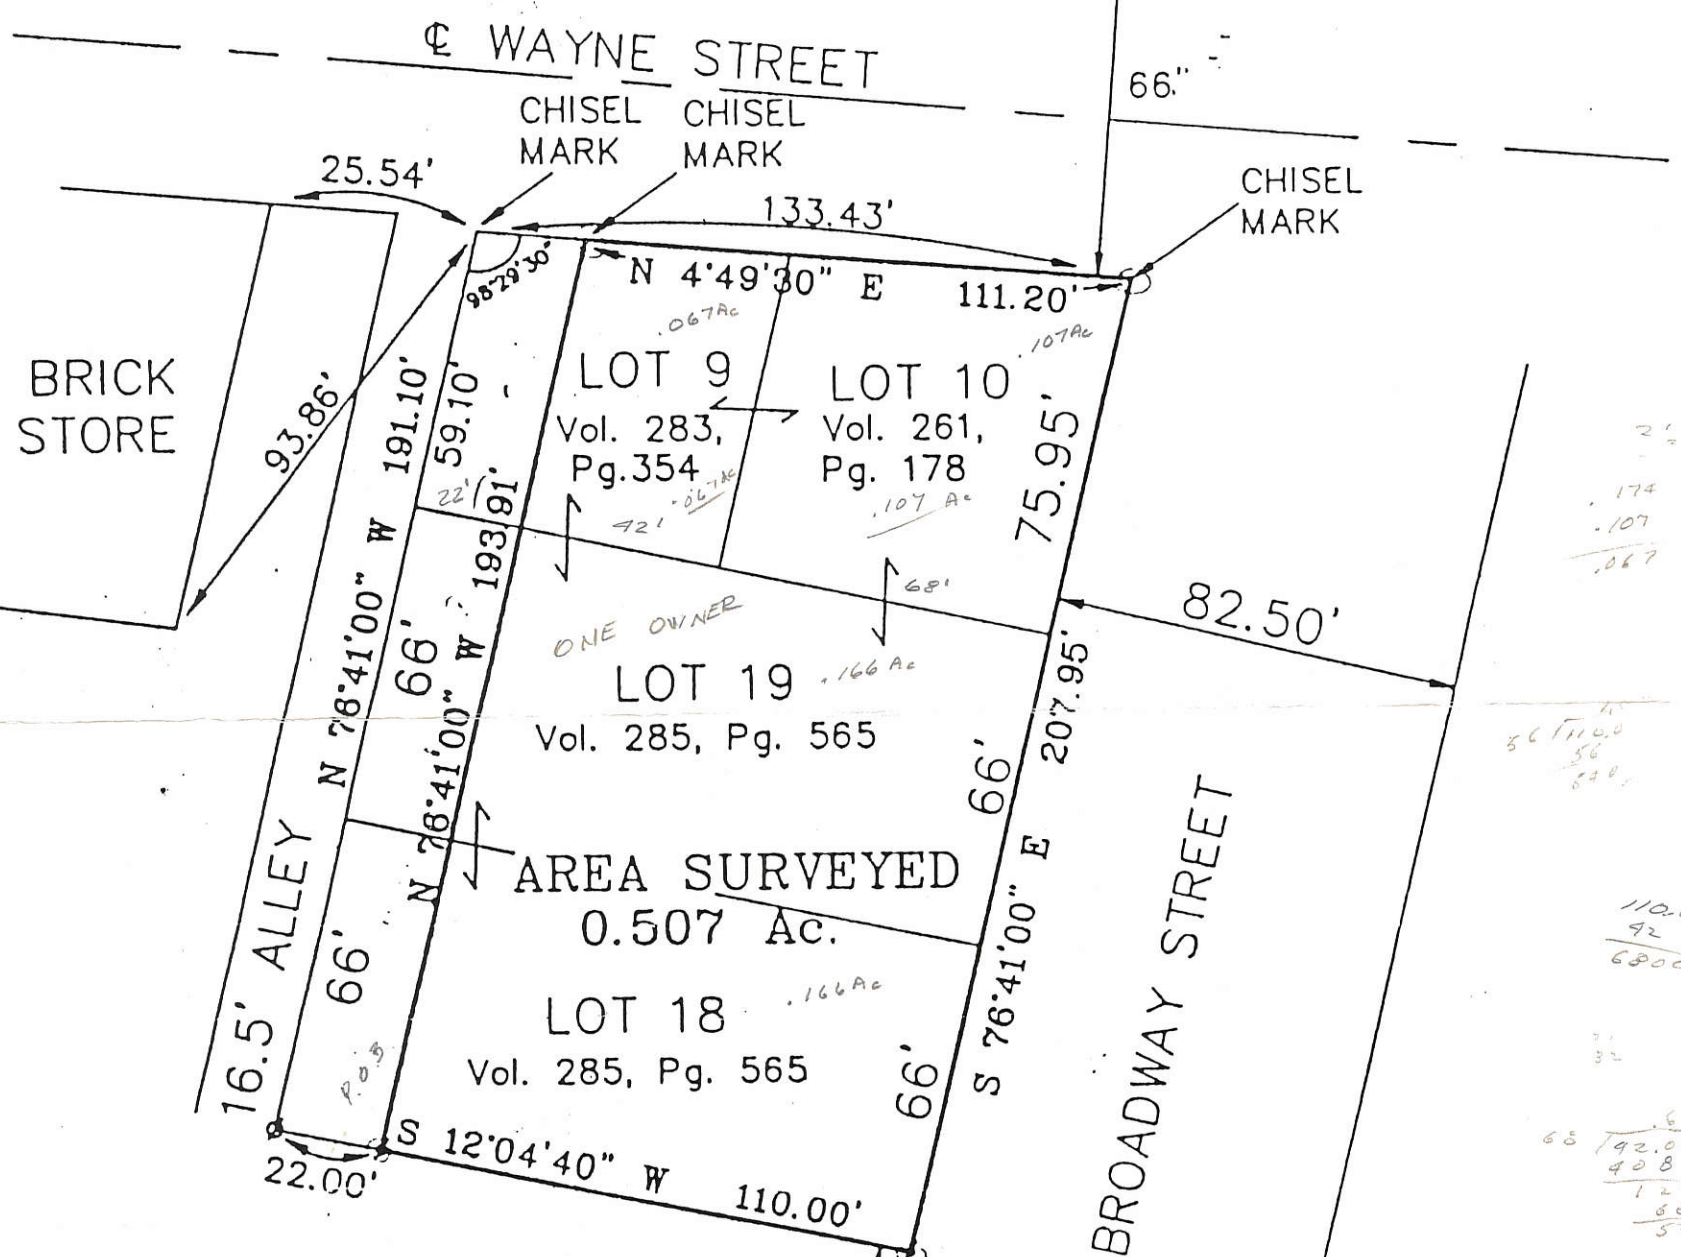 ℄ WAYNE STREET
66."
CHISEL
MARK
CHISEL
MARK
CHISEL
MARK
25.54'
133.43'
98°29'30"
N 4°49'30" E 111.20'
.067Ac
.107Ac
BRICK
STORE
93.86'
191.10'
59.10'
LOT 9
Vol. 283,
Pg.354
.067Ac
42'
22'
LOT 10
Vol. 261,
Pg. 178
.107 Ac
68'
75.95'
N 78°41'00" W
66'
193.91'
N 78°41'00" W
ONE OWNER
LOT 19
.166 Ac
Vol. 285, Pg. 565
82.50'
207.95'
66'
S 76°41'00" E
AREA SURVEYED
0.507 Ac.
LOT 18
.166Ac
Vol. 285, Pg. 565
66'
66'
16.5' ALLEY
P.O.B
22.00'
S 12°04'40" W 110.00'
BROADWAY STREET
.174
.107
.067
110.
42